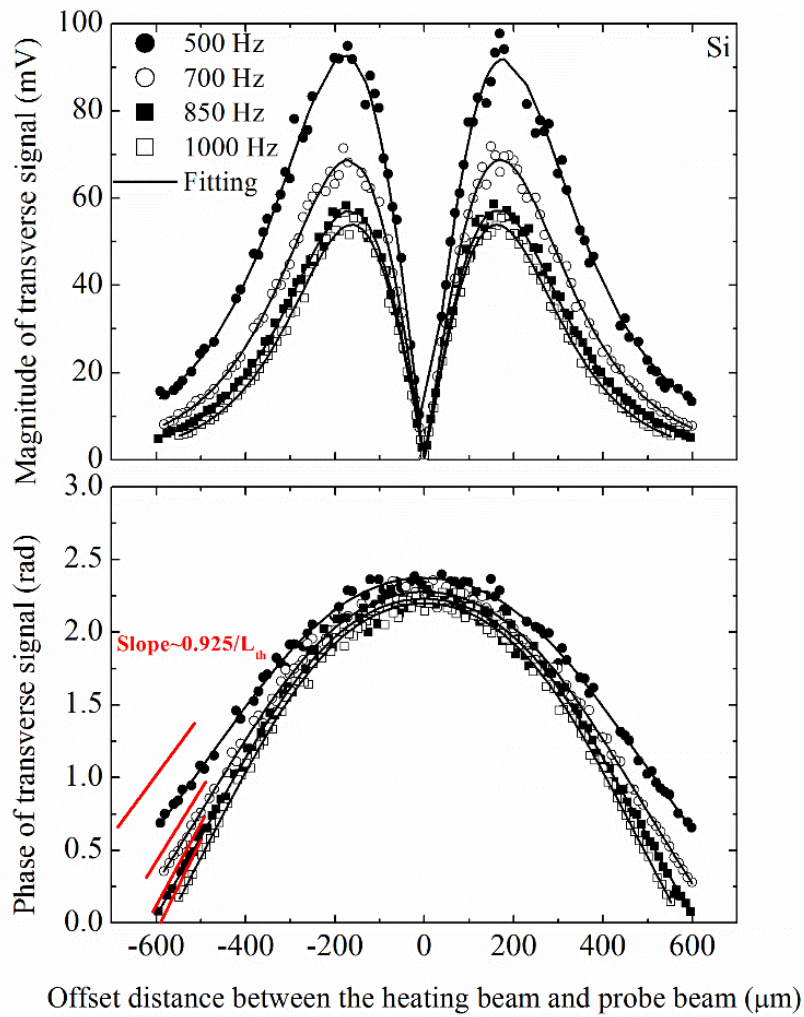 100
80
60
40
20
0
Magnitude of transverse signal (mV)
500 Hz
700 Hz
850 Hz
1000 Hz
Fitting
Si
3.0
2.5
2.0
1.5
1.0
0.5
0.0
Phase of transverse signal (rad)
Slope~0.925/Lth
-600 -400 -200 0 200 400 600
Offset distance between the heating beam and probe beam (μm)